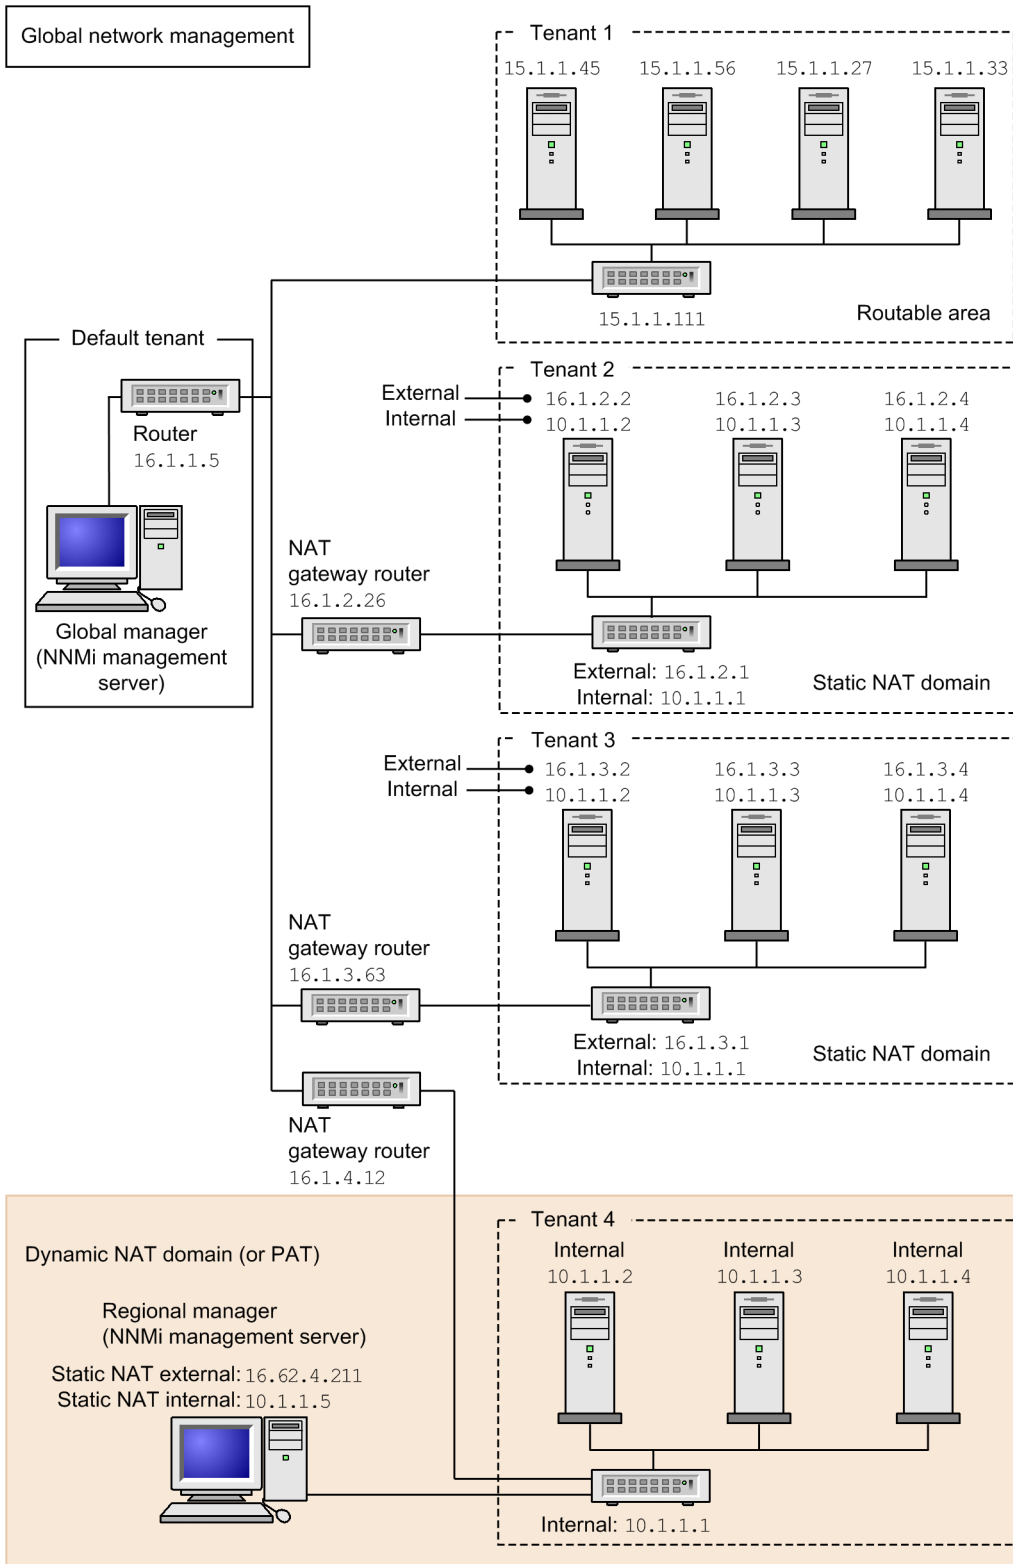 Global network management
Tenant 1
15.1.1.45
15.1.1.56
15.1.1.27
15.1.1.33
15.1.1.111
Routable area
Default tenant
Router
16.1.1.5
Global manager
(NNMi management
server)
Tenant 2
External
Internal
16.1.2.2
10.1.1.2
16.1.2.3
10.1.1.3
16.1.2.4
10.1.1.4
NAT
gateway router
16.1.2.26
External: 16.1.2.1
Internal: 10.1.1.1
Static NAT domain
Tenant 3
External
Internal
16.1.3.2
10.1.1.2
16.1.3.3
10.1.1.3
16.1.3.4
10.1.1.4
NAT
gateway router
16.1.3.63
External: 16.1.3.1
Internal: 10.1.1.1
Static NAT domain
NAT
gateway router
16.1.4.12
Dynamic NAT domain (or PAT)
Regional manager
(NNMi management server)
Static NAT external: 16.62.4.211
Static NAT internal: 10.1.1.5
Tenant 4
Internal
10.1.1.2
Internal
10.1.1.3
Internal
10.1.1.4
Internal: 10.1.1.1